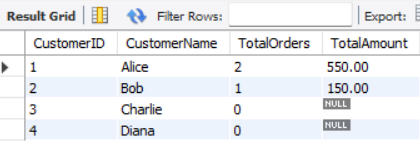 Result Grid Filter Rows: Export:
CustomerID CustomerName TotalOrders TotalAmount
1 Alice 2 550.00
2 Bob 1 150.00
3 Charlie 0 NULL
4 Diana 0 NULL